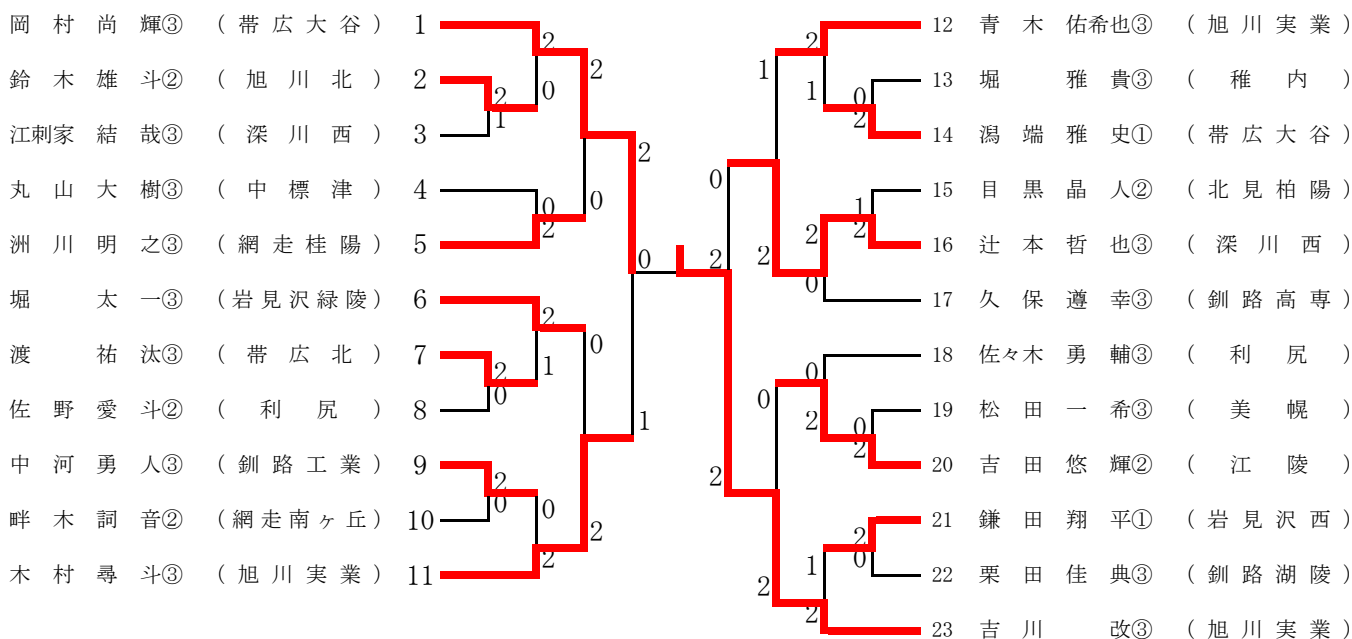 岡村尚輝③ (帯広大谷) 1
鈴木雄斗② (旭川北) 2
江刺家結哉③ (深川西) 3
丸山大樹③ (中標津) 4
洲川明之③ (網走桂陽) 5
堀太一③ (岩見沢緑陵) 6
渡祐汰③ (帯広北) 7
佐野愛斗② (利尻) 8
中河勇人③ (釧路工業) 9
畔木詞音② (網走南ヶ丘) 10
木村尋斗③ (旭川実業) 11
2
2
0
2
1
2
0
0
2
0
2
0
1
2
0
1
2
0
0
2
2
0
2
2
1
1
0
2
0
1
2
2
2
0
0
0
2
0
2
2
2
0
1
2
2
12 青木佑希也③ (旭川実業)
13 堀雅貴③ (稚内)
14 潟端雅史① (帯広大谷)
15 目黒晶人② (北見柏陽)
16 辻本哲也③ (深川西)
17 久保遵幸③ (釧路高専)
18 佐々木勇輔③ (利尻)
19 松田一希③ (美幌)
20 吉田悠輝② (江陵)
21 鎌田翔平① (岩見沢西)
22 栗田佳典③ (釧路湖陵)
23 吉川改③ (旭川実業)